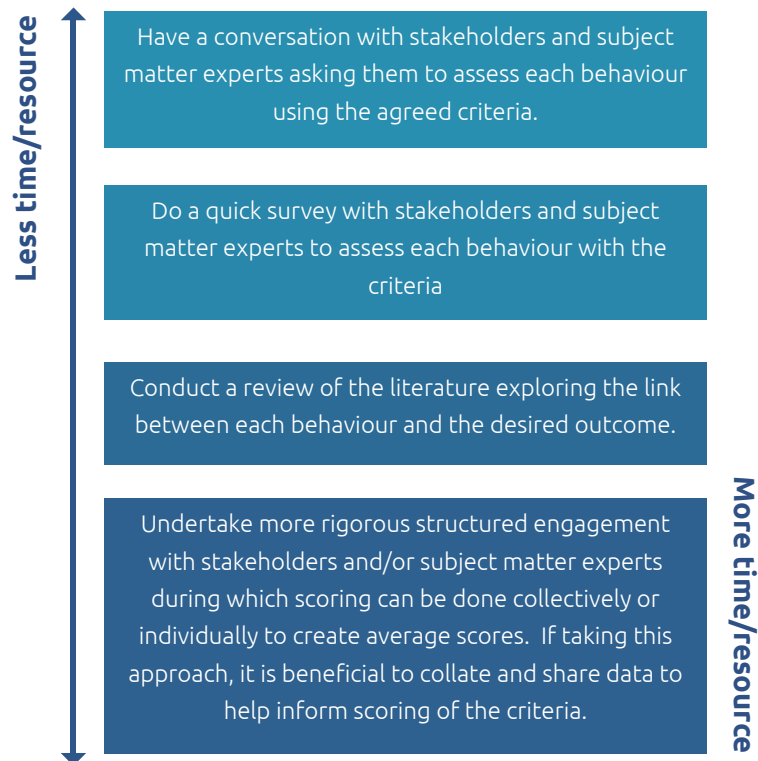 Less time/resource
Have a conversation with stakeholders and subject
matter experts asking them to assess each behaviour
using the agreed criteria.
Do a quick survey with stakeholders and subject
matter experts to assess each behaviour with the
criteria
Conduct a review of the literature exploring the link
between each behaviour and the desired outcome.
Undertake more rigorous structured engagement
with stakeholders and/or subject matter experts
during which scoring can be done collectively or
individually to create average scores.  If taking this
approach, it is beneficial to collate and share data to
help inform scoring of the criteria.
More time/resource